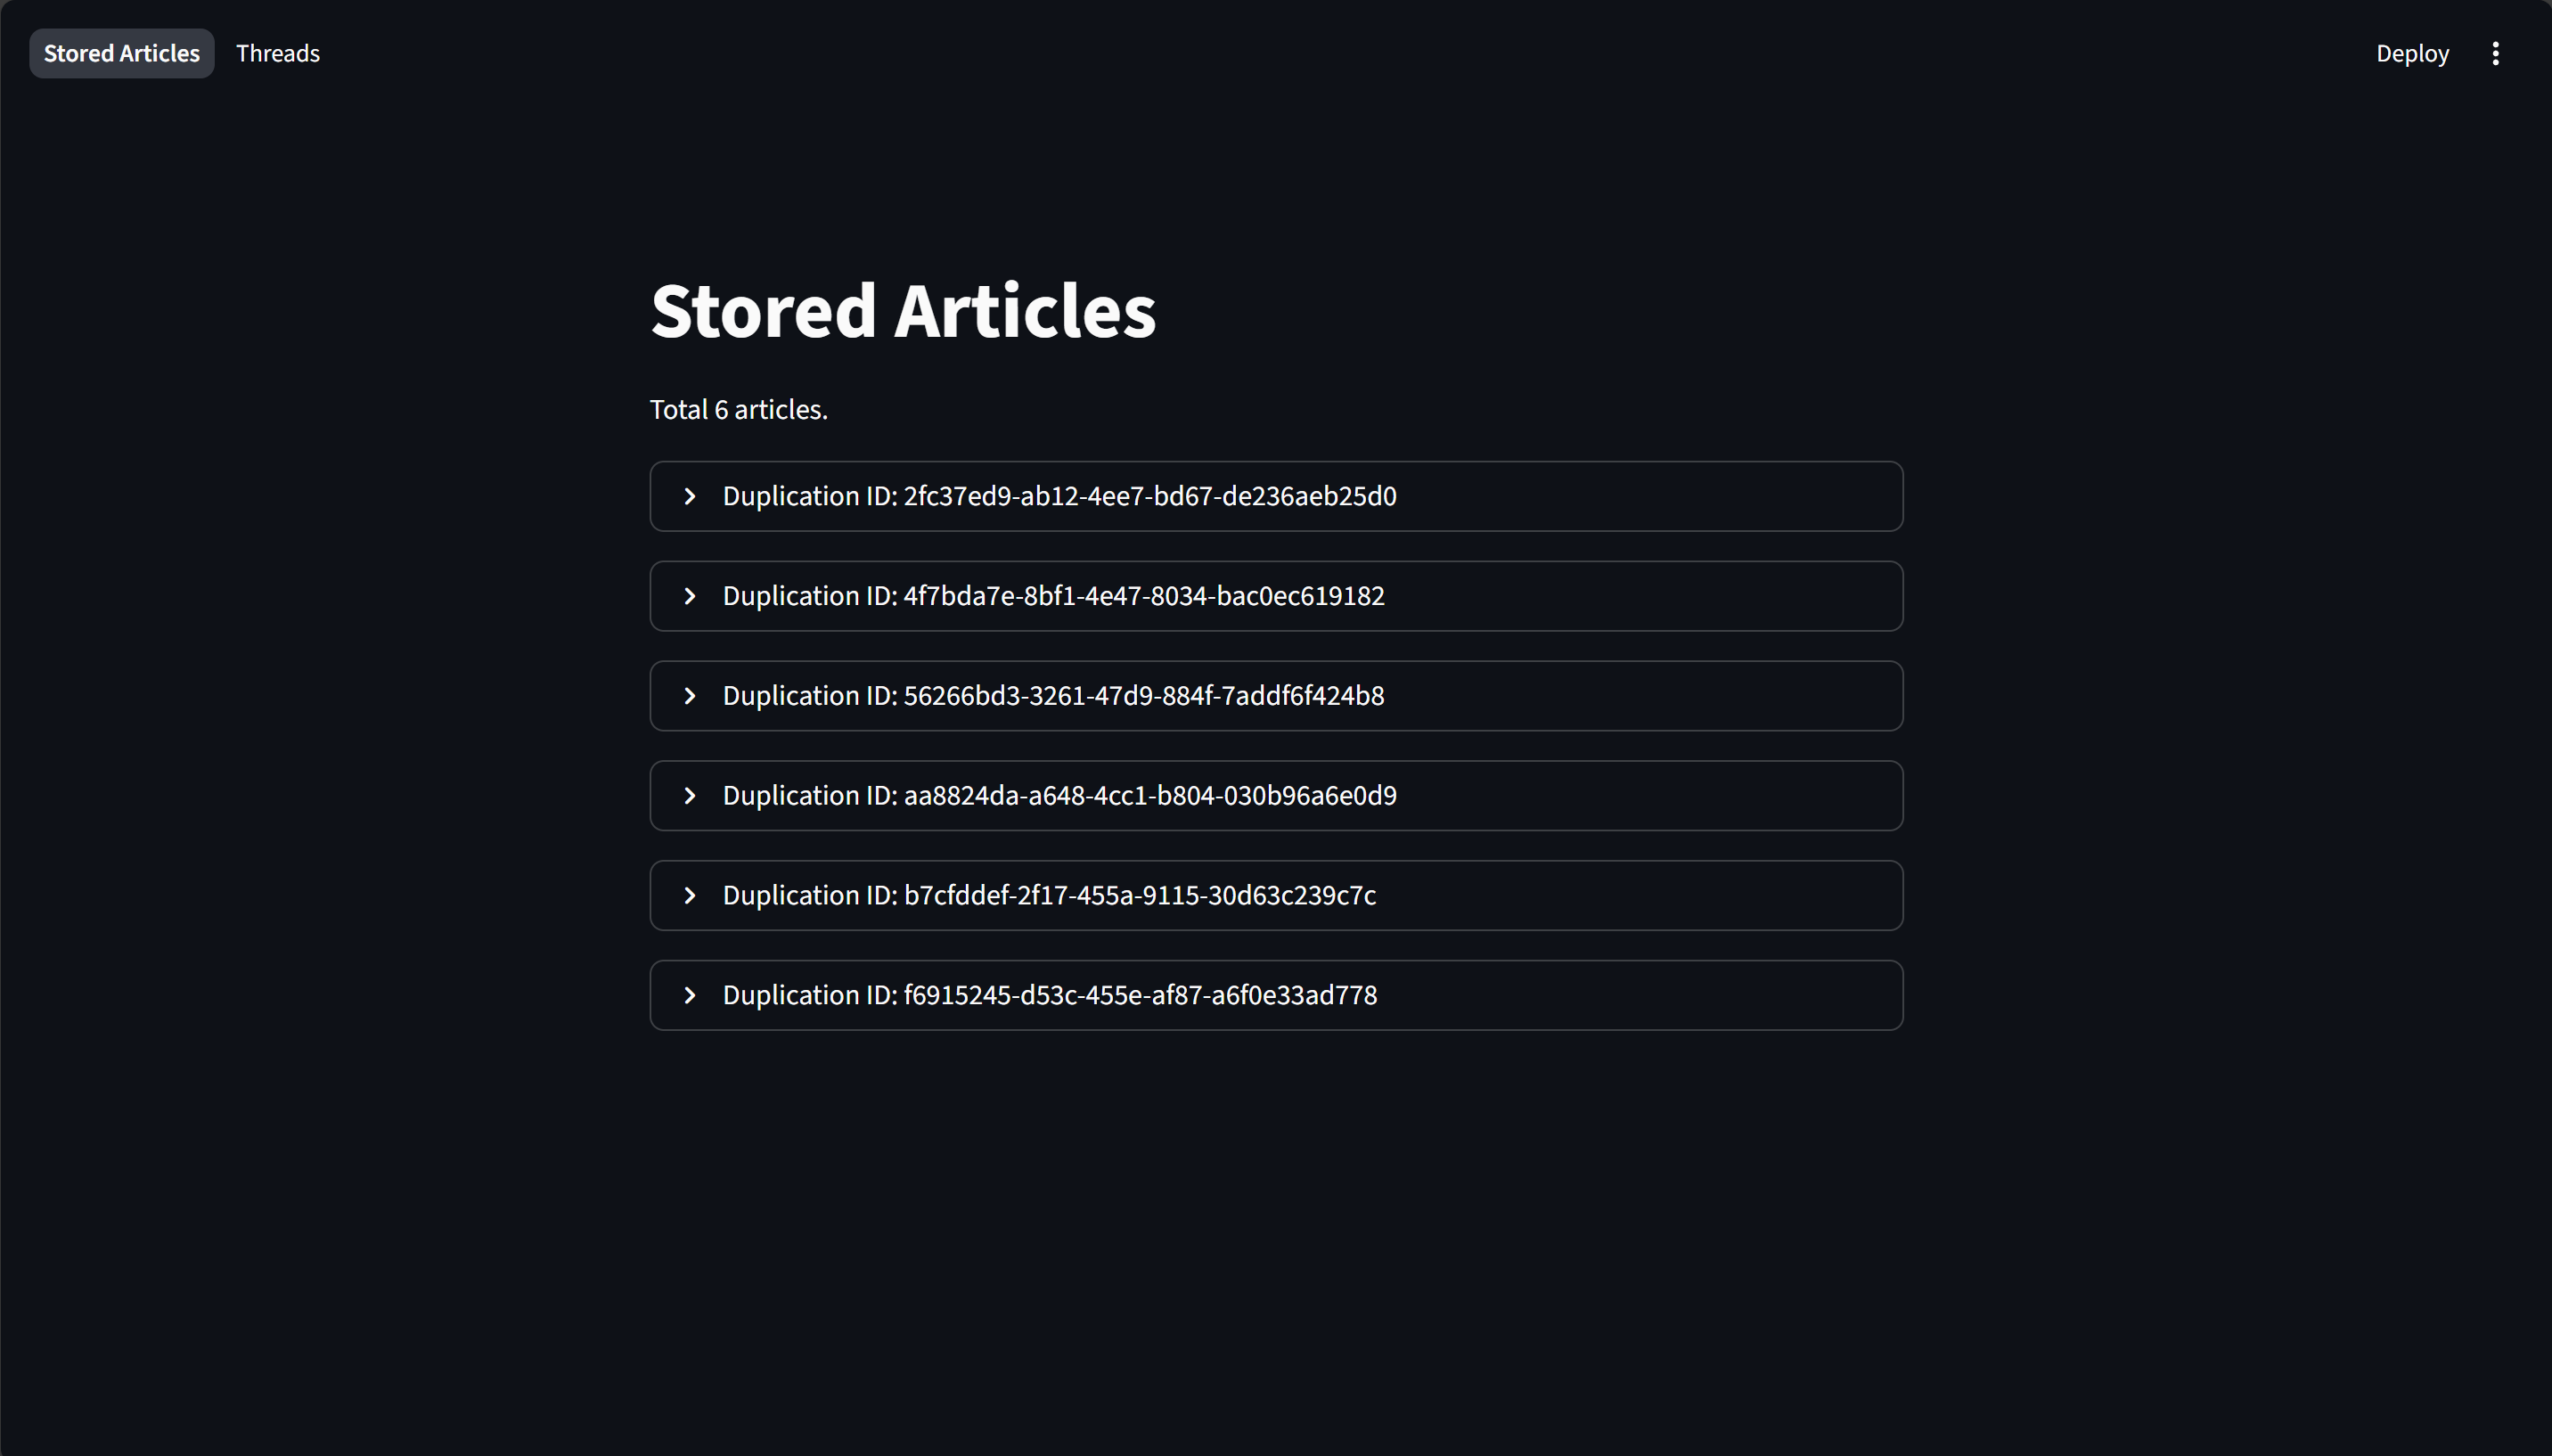 Stored Articles
Threads
Deploy
Stored Articles
Total 6 articles.
Duplication ID: 2fc37ed9-ab12-4ee7-bd67-de236aeb25d0
Duplication ID: 4f7bda7e-8bf1-4e47-8034-bac0ec619182
Duplication ID: 56266bd3-3261-47d9-884f-7addf6f424b8
Duplication ID: aa8824da-a648-4cc1-b804-030b96a6e0d9
Duplication ID: b7cfddef-2f17-455a-9115-30d63c239c7c
Duplication ID: f6915245-d53c-455e-af87-a6f0e33ad778